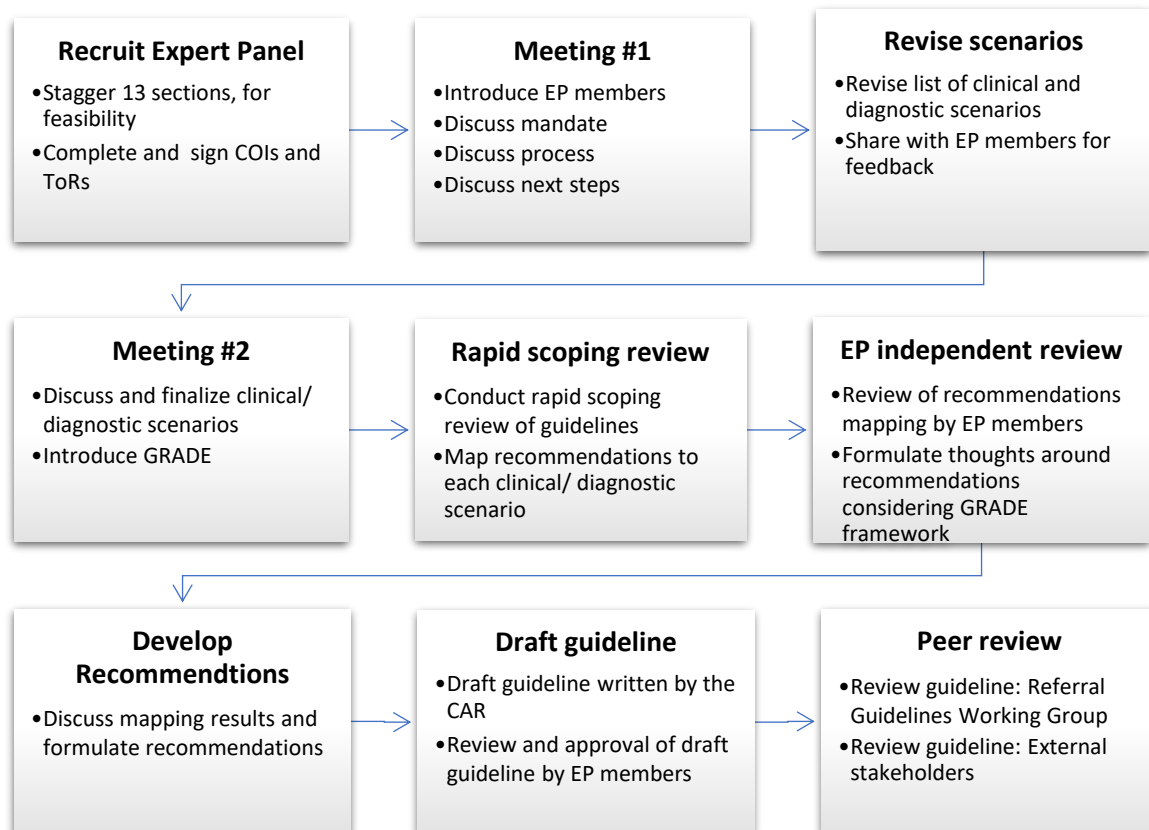 Recruit Expert Panel
•Stagger 13 sections, for
feasibility
•Complete and  sign COIs and
ToRs
Meeting #1
•Introduce EP members
•Discuss mandate
•Discuss process
•Discuss next steps
Revise scenarios
•Revise list of clinical and
diagnostic scenarios
•Share with EP members for
feedback
Meeting #2
•Discuss and finalize clinical/
diagnostic scenarios
•Introduce GRADE
Rapid scoping review
•Conduct rapid scoping
review of guidelines
•Map recommendations to
each clinical/ diagnostic
scenario
EP independent review
•Review of recommendations
mapping by EP members
•Formulate thoughts around
recommendations
considering GRADE
framework
Develop
Recommendtions
•Discuss mapping results and
formulate recommendations
Draft guideline
•Draft guideline written by the
CAR
•Review and approval of draft
guideline by EP members
Peer review
•Review guideline: Referral
Guidelines Working Group
•Review guideline: External
stakeholders